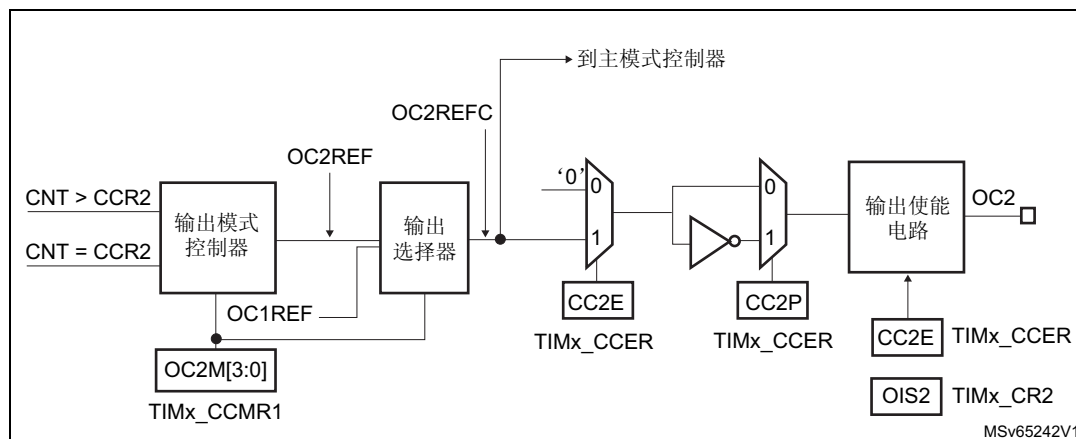 到主模式控制器
OC2REFC
OC2REF
CNT > CCR2
CNT = CCR2
输出模式
控制器
输出
选择器
OC1REF
‘0’
0
1
0
1
输出使能
电路
OC2
CC2E
TIMx_CCER
CC2P
TIMx_CCER
CC2E
TIMx_CCER
OC2M[3:0]
TIMx_CCMR1
OIS2
TIMx_CR2
MSv65242V1